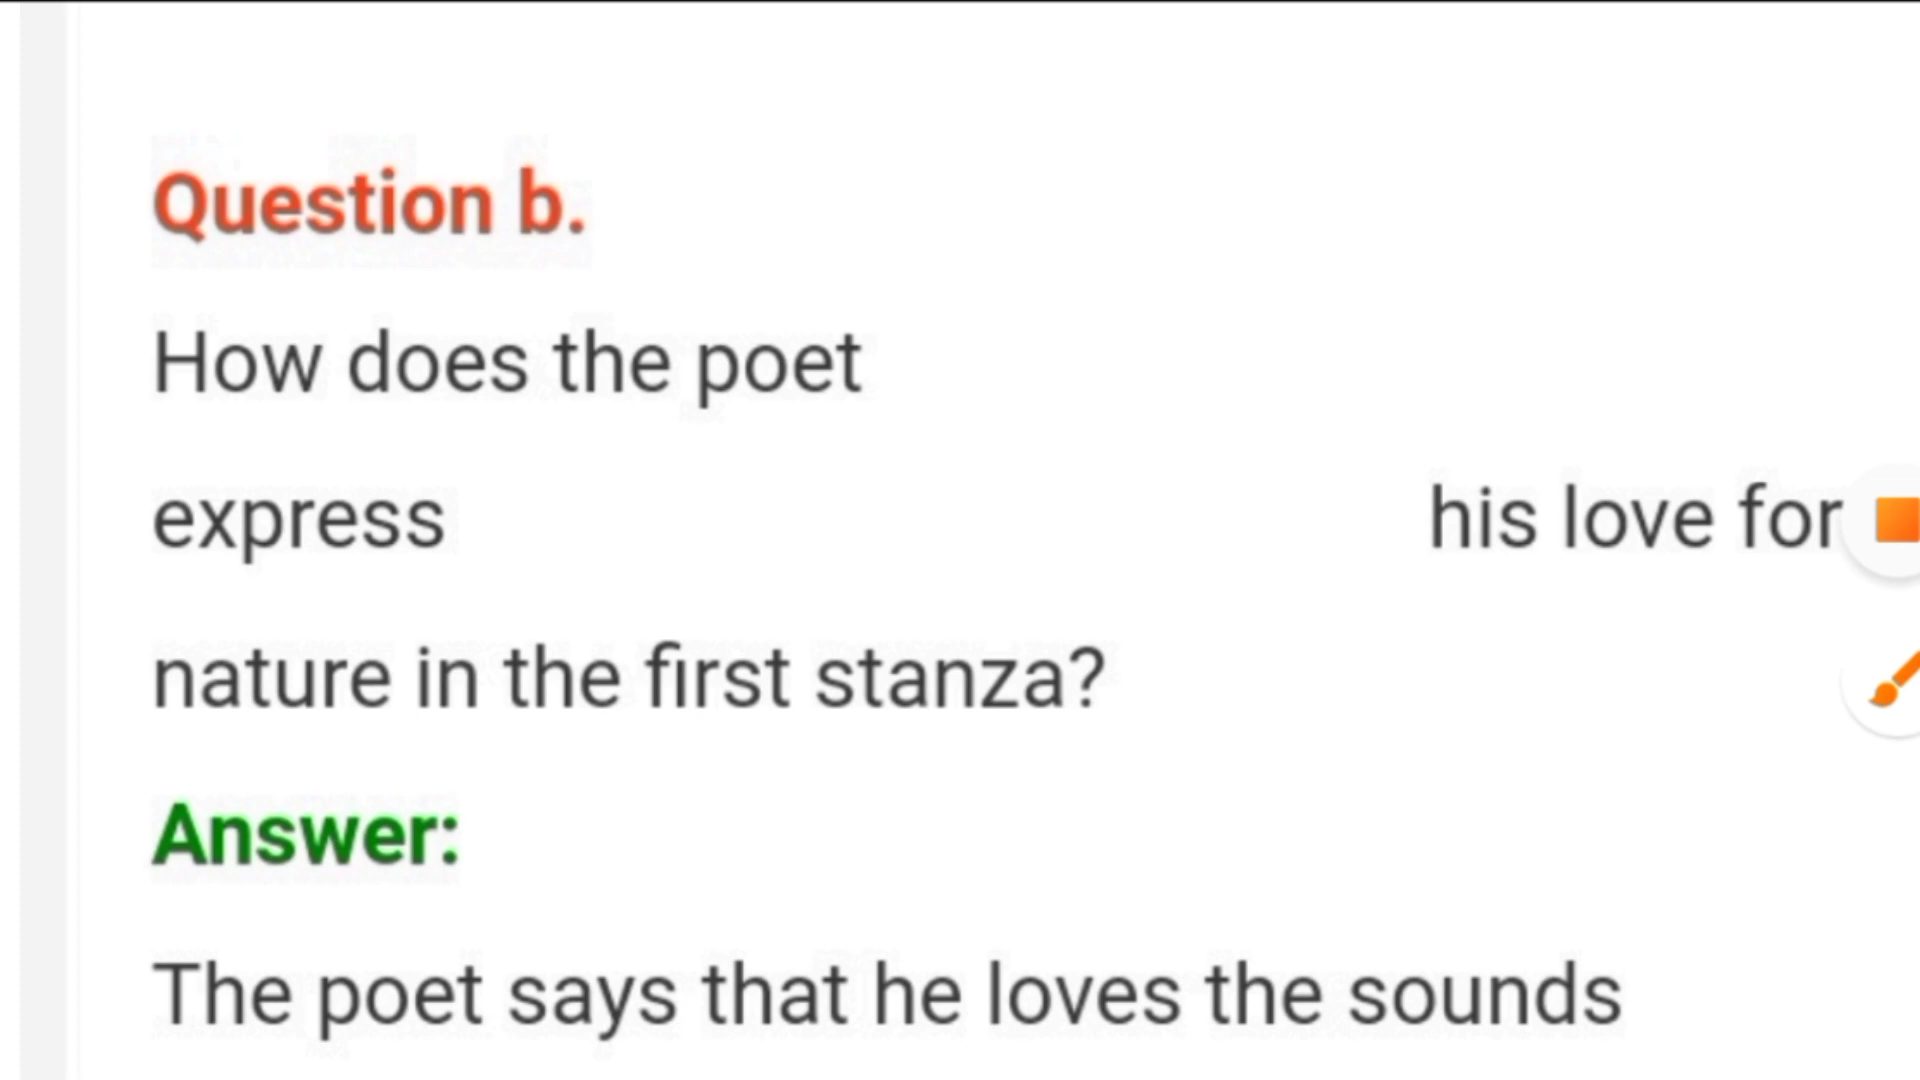 Question b.
How does the poet
express his love for
nature in the first stanza?
Answer:
The poet says that he loves the sounds